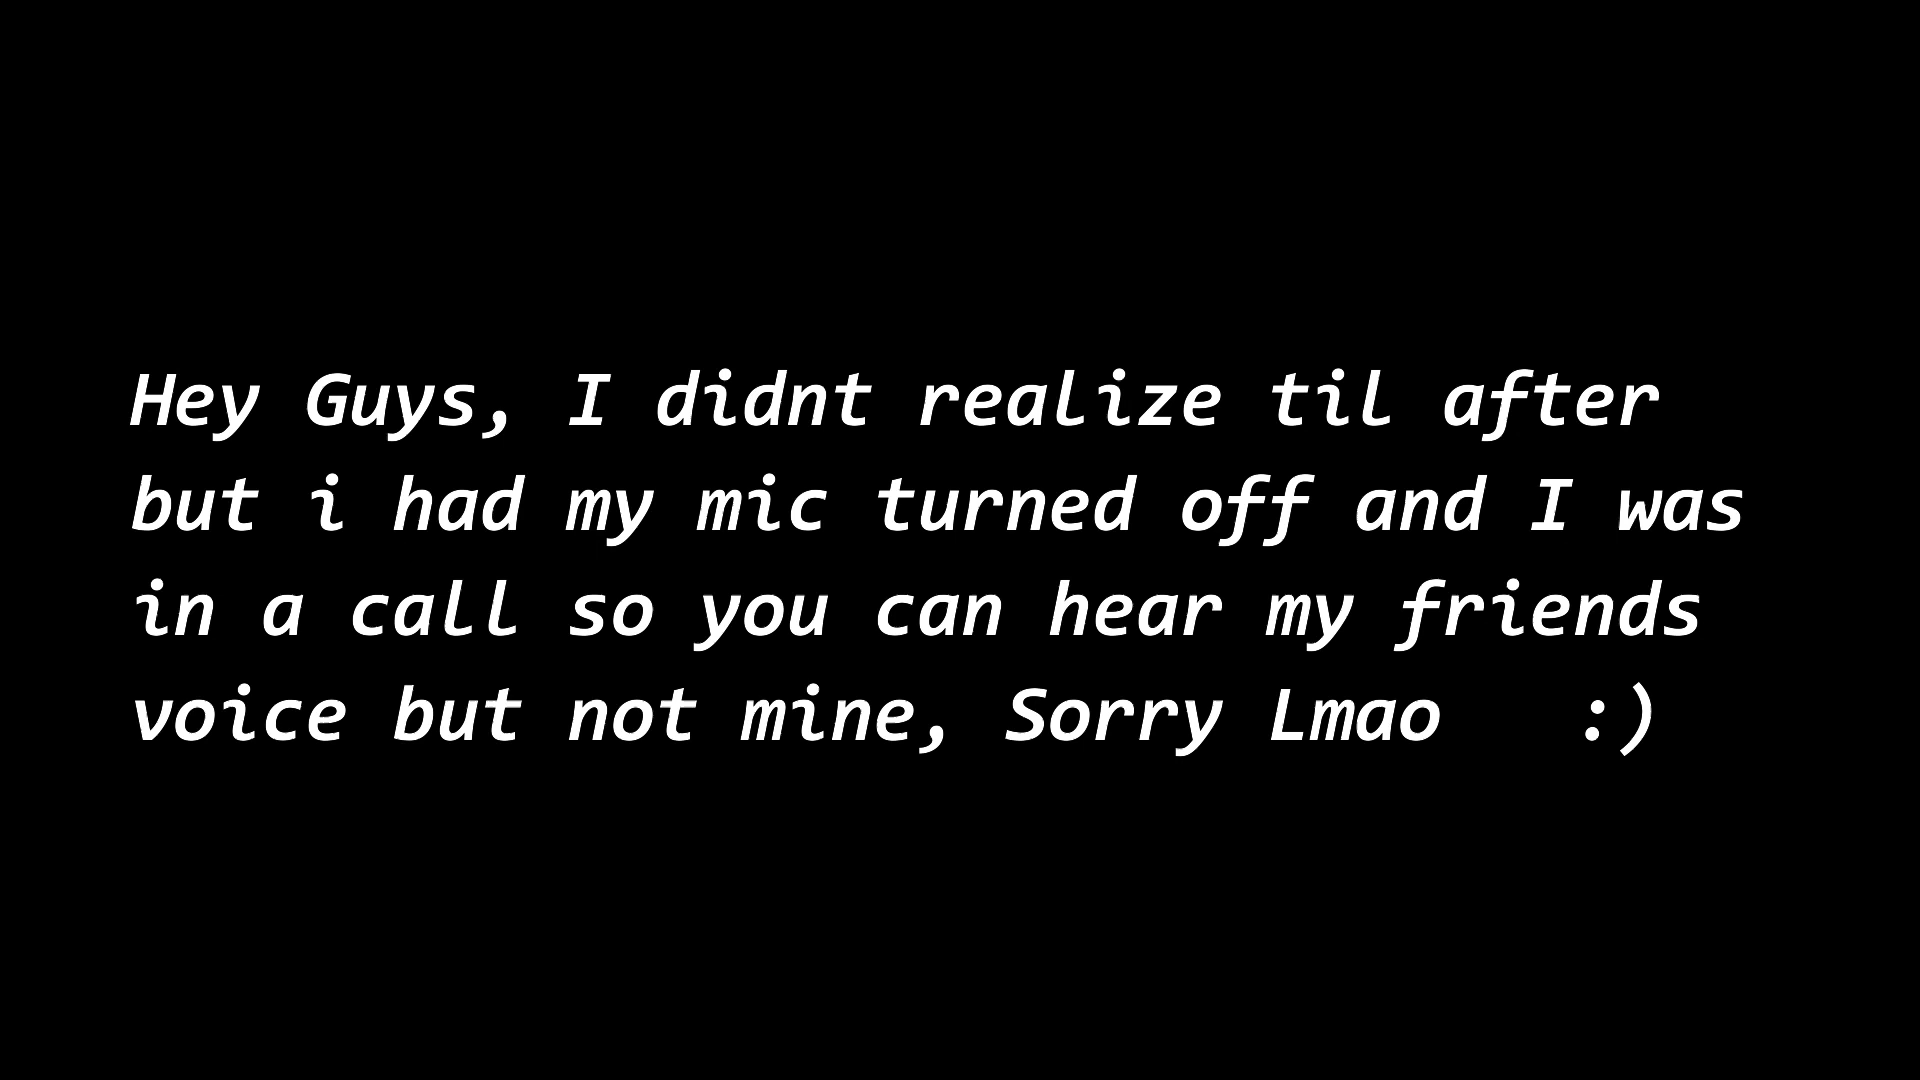 Hey Guys, I didnt realize til after
but i had my mic turned off and I was
in a call so you can hear my friends
voice but not mine, Sorry Lmao   :)